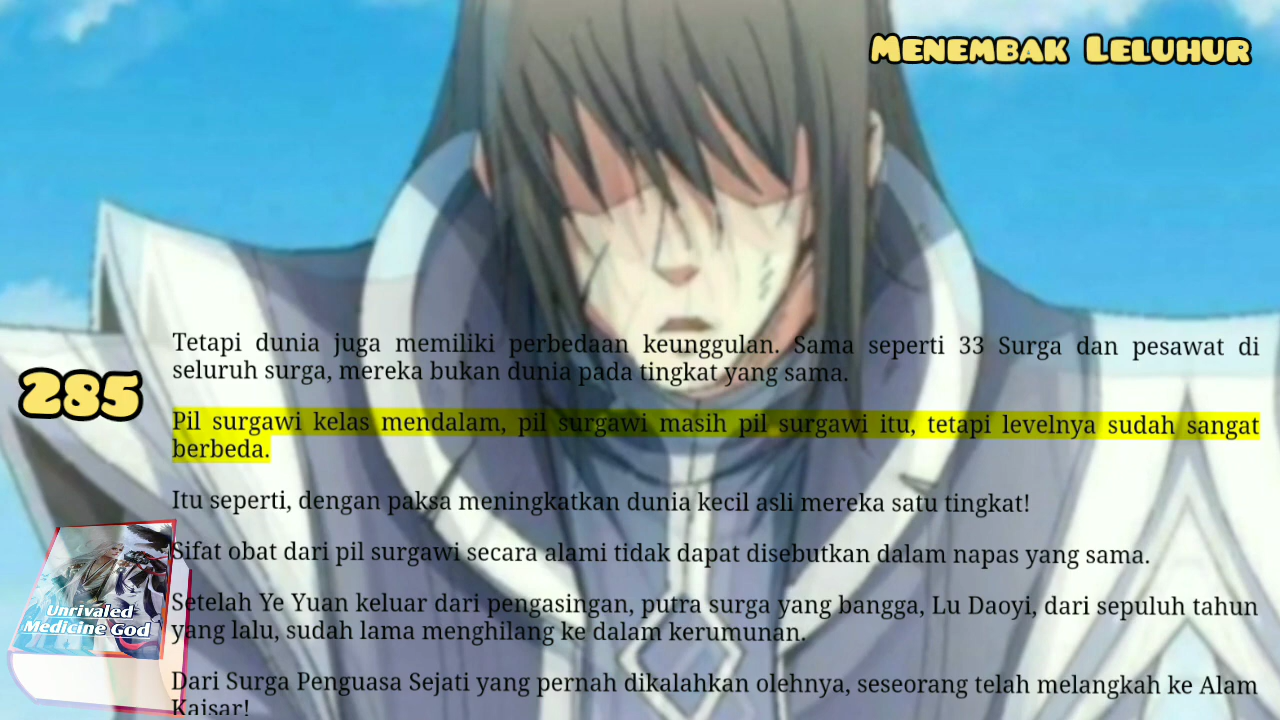 Menembak Leluhur
Tetapi dunia juga memiliki perbedaan keunggulan. Sama seperti 33 Surga dan pesawat di
seluruh surga, mereka bukan dunia pada tingkat yang sama.
285
Pil surgawi kelas mendalam, pil surgawi masih pil surgawi itu, tetapi levelnya sudah sangat
berbeda.
Itu seperti, dengan paksa meningkatkan dunia kecil asli mereka satu tingkat!
Sifat obat dari pil surgawi secara alami tidak dapat disebutkan dalam napas yang sama.
Setelah Ye Yuan keluar dari pengasingan, putra surga yang bangga, Lu Daoyi, dari sepuluh tahun
yang lalu, sudah lama menghilang ke dalam kerumunan.
Unrivaled
Medicine God
Dari Surga Penguasa Sejati yang pernah dikalahkan olehnya, seseorang telah melangkah ke Alam
Kaisar!